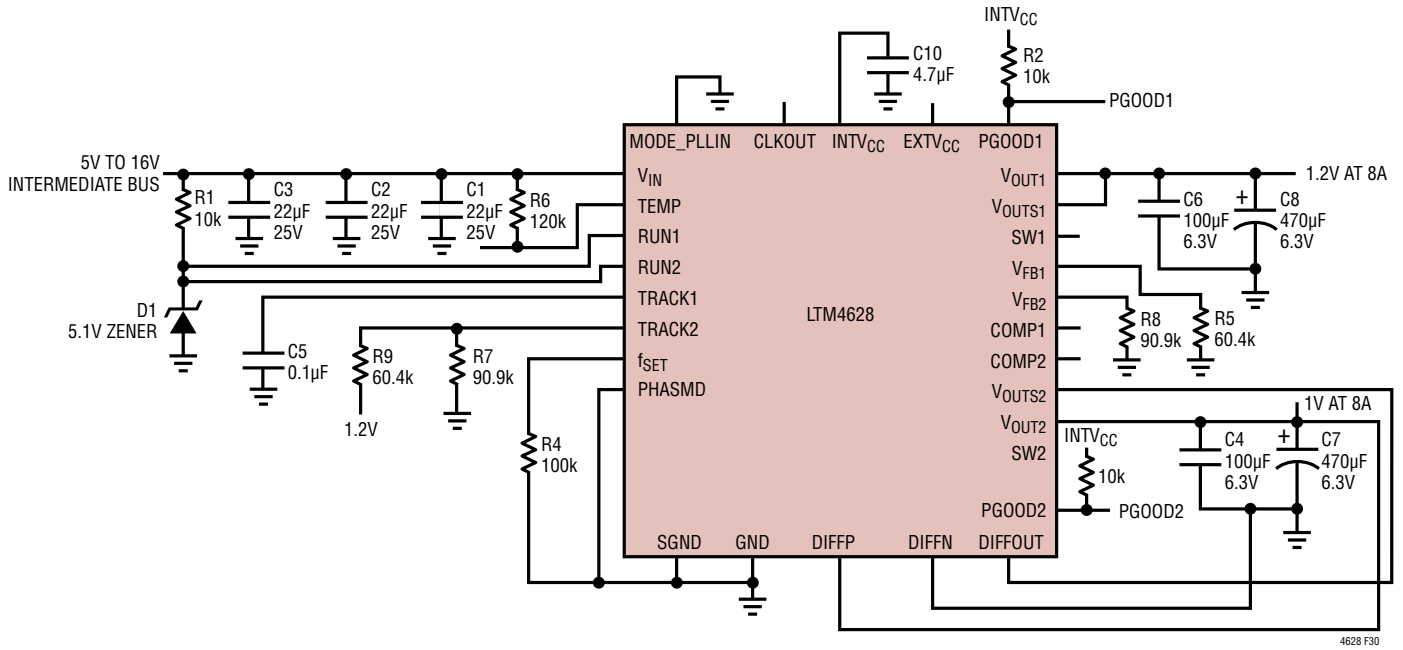 INTVCC
C10
4.7µF
R2
10k
PGOOD1
MODE_PLLIN
CLKOUT
INTVCC
EXTVCC
PGOOD1
5V TO 16V
INTERMEDIATE BUS
R1
10k
C3
22µF
25V
C2
22µF
25V
C1
22µF
25V
R6
120k
VIN
TEMP
RUN1
RUN2
TRACK1
TRACK2
fSET
PHASMD
LTM4628
VOUT1
VOUTS1
SW1
VFB1
VFB2
COMP1
COMP2
VOUTS2
VOUT2
SW2
PGOOD2
1.2V AT 8A
C6
100µF
6.3V
+
C8
470µF
6.3V
D1
5.1V ZENER
C5
0.1µF
R9
60.4k
1.2V
R7
90.9k
R8
90.9k
R5
60.4k
R4
100k
1V AT 8A
INTVCC
10k
PGOOD2
C4
100µF
6.3V
+
C7
470µF
6.3V
SGND
GND
DIFFP
DIFFN
DIFFOUT
4628 F30